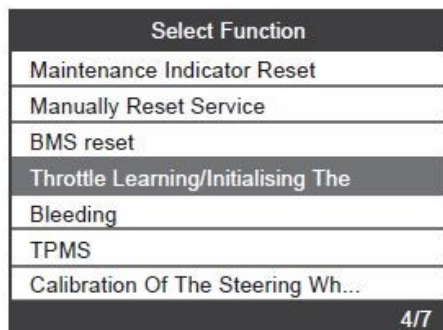 Select Function
Maintenance Indicator Reset
Manually Reset Service
BMS reset
Throttle Learning/Initialising The
Bleeding
TPMS
Calibration Of The Steering Wh...
4/7